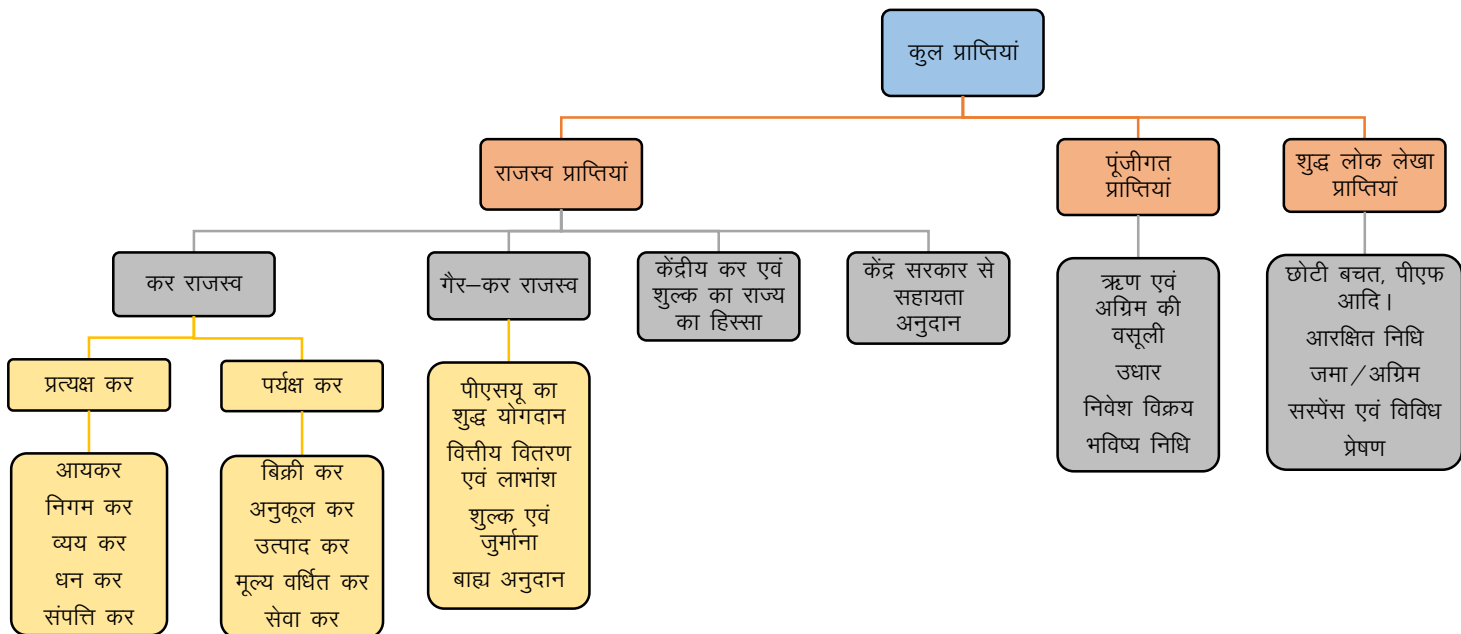 कुल प्राप्तियां
राजस्व प्राप्तियां
पूंजीगत
प्राप्तियां
शुद्ध लोक लेखा
प्राप्तियां
कर राजस्व
गैर–कर राजस्व
केंद्रीय कर एवं
शुल्क का राज्य
का हिस्सा
केंद्र सरकार से
सहायता
अनुदान
ऋण एवं
अग्रिम की
वसूली
उधार
निवेश विक्रय
भविष्य निधि
छोटी बचत, पीएफ
आदि।
आरक्षित निधि
जमा/अग्रिम
सस्पेंस एवं विविध
प्रेषण
प्रत्यक्ष कर
पर्यक्ष कर
पीएसयू का
शुद्ध योगदान
वित्तीय वितरण
एवं लाभांश
शुल्क एवं
जुर्माना
बाह्य अनुदान
आयकर
निगम कर
व्यय कर
धन कर
संपत्ति कर
बिक्री कर
अनुकूल कर
उत्पाद कर
मूल्य वर्धित कर
सेवा कर